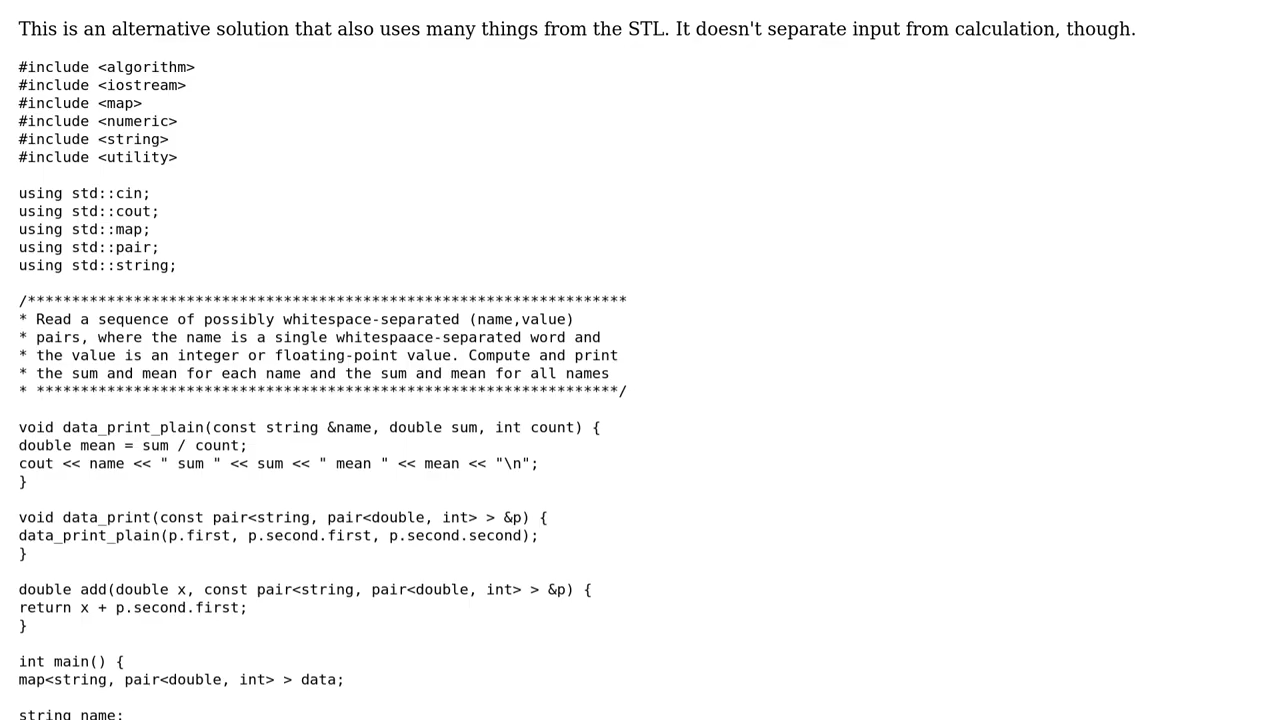 This is an alternative solution that also uses many things from the STL. It doesn't separate input from calculation, though.
#include <algorithm>
#include <iostream>
#include <map>
#include <numeric>
#include <string>
#include <utility>
using std::cin;
using std::cout;
using std::map;
using std::pair;
using std::string;
/********************************************************************
* Read a sequence of possibly whitespace-separated (name,value)
* pairs, where the name is a single whitespaace-separated word and
* the value is an integer or floating-point value. Compute and print
* the sum and mean for each name and the sum and mean for all names
* ******************************************************************/
void data_print_plain(const string &name, double sum, int count) {
double mean = sum / count;
cout << name << " sum " << sum << " mean " << mean << "\n";
}
void data_print(const pair<string, pair<double, int> > &p) {
data_print_plain(p.first, p.second.first, p.second.second);
}
double add(double x, const pair<string, pair<double, int> > &p) {
return x + p.second.first;
}
int main() {
map<string, pair<double, int> > data;
string name;